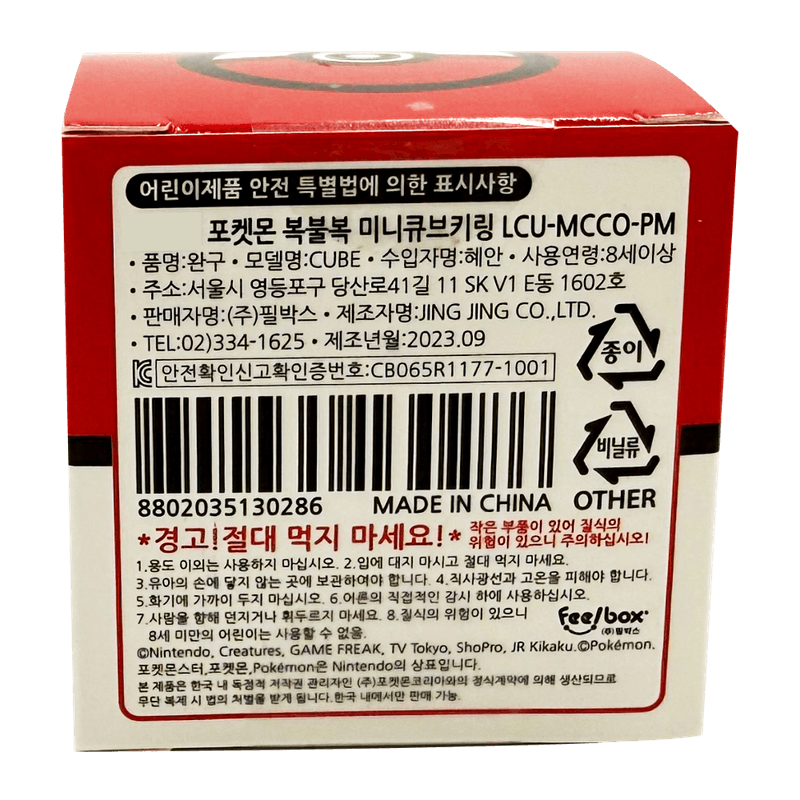 어린이제품 안전 특별법에 의한 표시사항
포켓몬 복불복 미니큐브키링 LCU-MCCO-PM
• 품명:완구 • 모델명:CUBE • 수입자명:혜안 • 사용연령:8세이상
• 주소:서울시 영등포구 당산로41길 11 SK V1 E동 1602호
• 판매자명:(주)필박스 • 제조자명:JING JING CO.,LTD.
• TEL:02)334-1625 • 제조년월:2023.09
종이
안전확인신고확인증번호:CB065R1177-1001
비닐류
OTHER
8802035130286 MADE IN CHINA
*경고!절대 먹지 마세요!*
작은 부품이 있어 질식의
위험이 있으니 주의하십시오!
1.용도 이외는 사용하지 마십시오. 2.입에 대지 마시고 절대 먹지 마세요.
3.유아의 손에 닿지 않는 곳에 보관하여야 합니다. 4.직사광선과 고온을 피해야 합니다.
5.화기에 가까이 두지 마십시오. 6.어른의 직접적인 감시 하에 사용하십시오.
7.사람을 향해 던지거나 휘두르지 마세요. 8.질식의 위험이 있으니
8세 미만의 어린이는 사용할 수 없음.
Feelbox
(주)필박스
©Nintendo, Creatures, GAME FREAK, TV Tokyo, ShoPro, JR Kikaku.©Pokémon.
포켓몬스터,포켓몬,Pokémon은 Nintendo의 상표입니다.
본 제품은 한국 내 독점적 저작권 관리자인 (주)포켓몬코리아와의 정식계약에 의해 생산되므로
무단 복제 시 법의 처벌을 받게 됩니다.한국 내에서만 판매 가능.